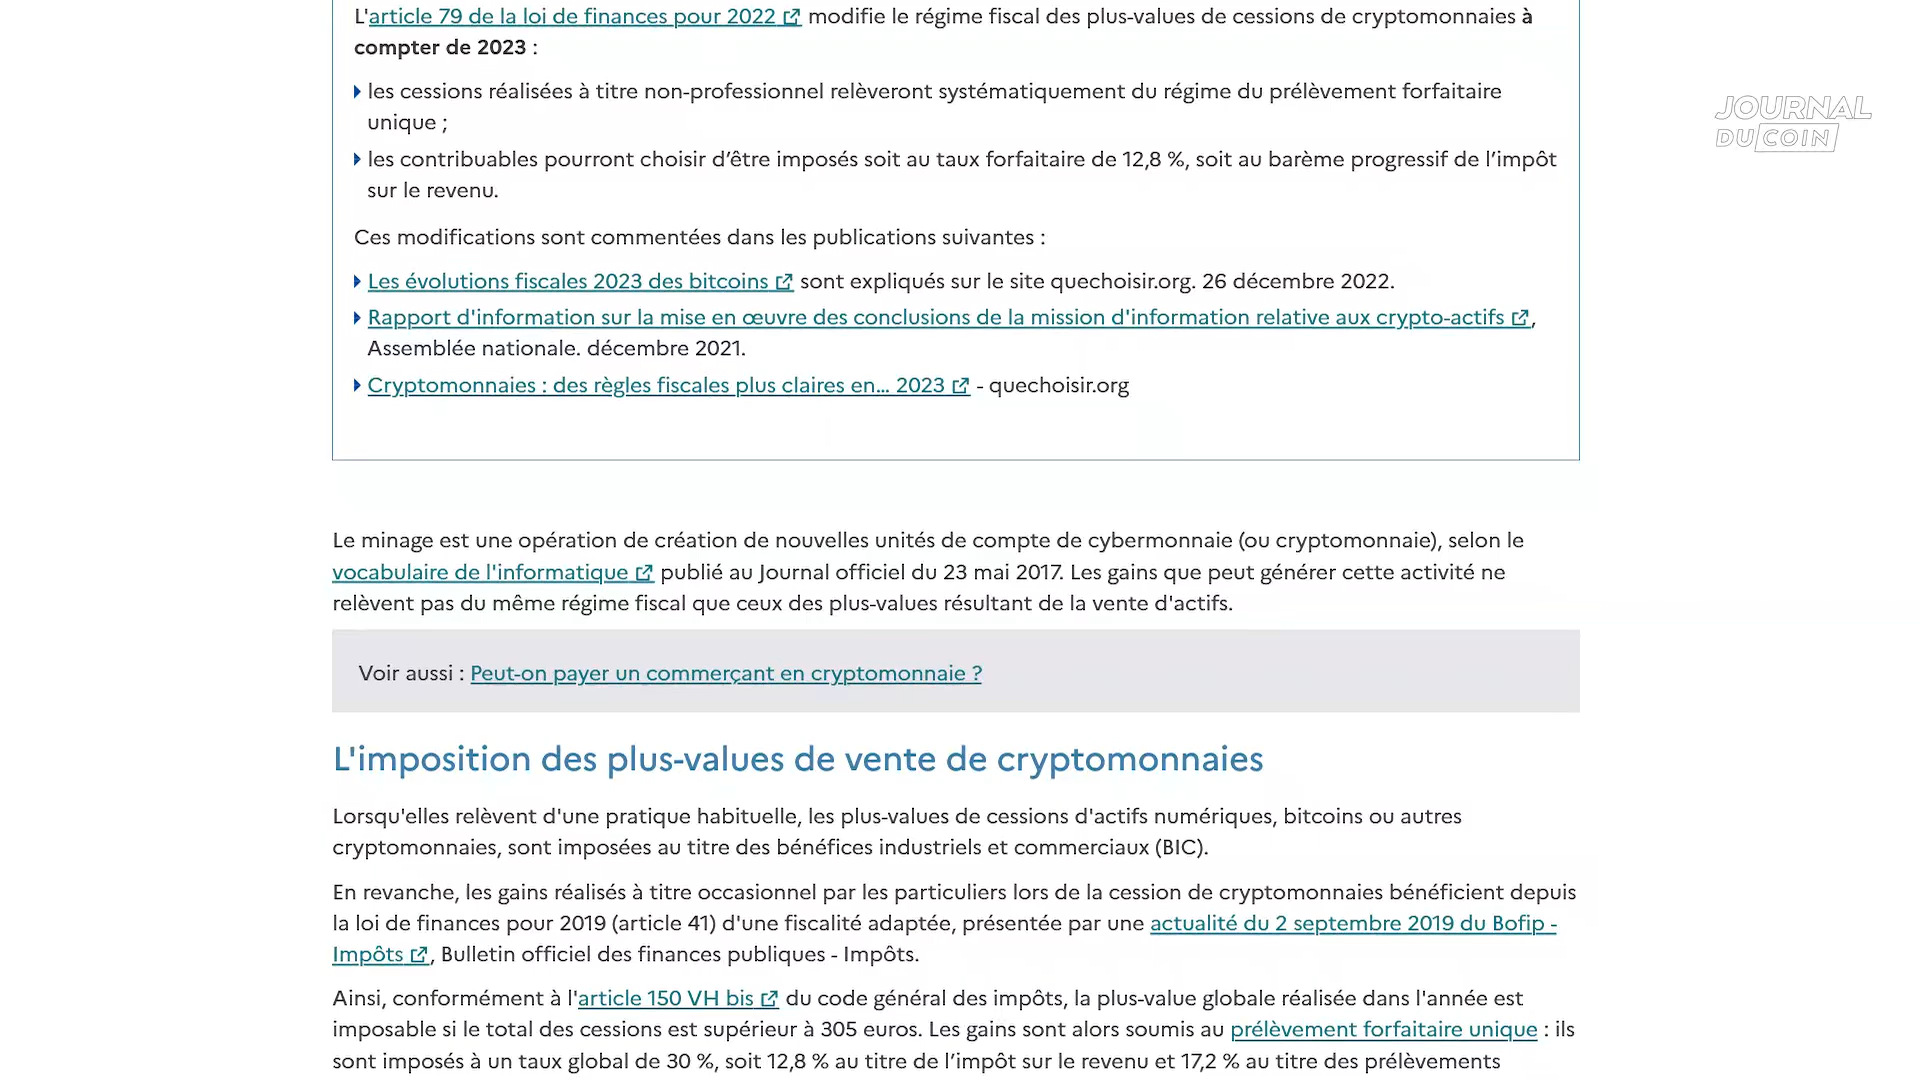 L'article 79 de la loi de finances pour 2022 modifie le régime fiscal des plus-values de cessions de cryptomonnaies à
compter de 2023 :
les cessions réalisées à titre non-professionnel relèveront systématiquement du régime du prélèvement forfaitaire
unique ;
les contribuables pourront choisir d’être imposés soit au taux forfaitaire de 12,8 %, soit au barème progressif de l’impôt
sur le revenu.
Ces modifications sont commentées dans les publications suivantes :
Les évolutions fiscales 2023 des bitcoins sont expliqués sur le site quechoisir.org. 26 décembre 2022.
Rapport d'information sur la mise en œuvre des conclusions de la mission d'information relative aux crypto-actifs,
Assemblée nationale. décembre 2021.
Cryptomonnaies : des règles fiscales plus claires en... 2023 - quechoisir.org
JOURNAL
DU COIN
Le minage est une opération de création de nouvelles unités de compte de cybermonnaie (ou cryptomonnaie), selon le
vocabulaire de l'informatique publié au Journal officiel du 23 mai 2017. Les gains que peut générer cette activité ne
relèvent pas du même régime fiscal que ceux des plus-values résultant de la vente d'actifs.
Voir aussi : Peut-on payer un commerçant en cryptomonnaie ?
L'imposition des plus-values de vente de cryptomonnaies
Lorsqu'elles relèvent d'une pratique habituelle, les plus-values de cessions d'actifs numériques, bitcoins ou autres
cryptomonnaies, sont imposées au titre des bénéfices industriels et commerciaux (BIC).
En revanche, les gains réalisés à titre occasionnel par les particuliers lors de la cession de cryptomonnaies bénéficient depuis
la loi de finances pour 2019 (article 41) d'une fiscalité adaptée, présentée par une actualité du 2 septembre 2019 du Bofip -
Impôts, Bulletin officiel des finances publiques - Impôts.
Ainsi, conformément à l'article 150 VH bis du code général des impôts, la plus-value globale réalisée dans l'année est
imposable si le total des cessions est supérieur à 305 euros. Les gains sont alors soumis au prélèvement forfaitaire unique : ils
sont imposés à un taux global de 30 %, soit 12,8 % au titre de l’impôt sur le revenu et 17,2 % au titre des prélèvements